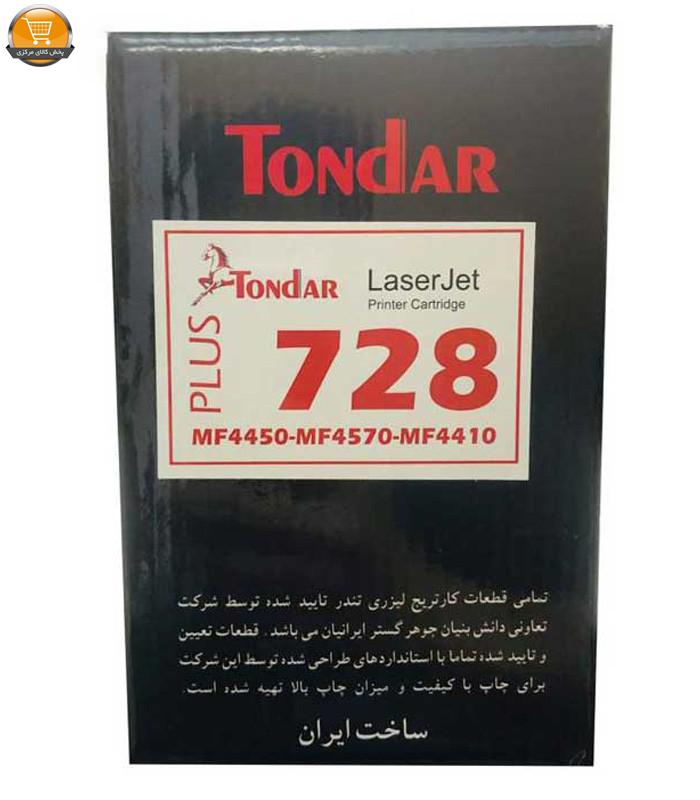 پخش کالای مرکزی
TONDAR
TONDAR
LaserJet
Printer Cartridge
PLUS
728
MF4450-MF4570-MF4410
تمامی قطعات کارتریج لیزری تندر تایید شده توسط شرکت
تعاونی دانش بنیان جوهر گستر ایرانیان می باشد . قطعات تعیین
و تایید شده تماما با استانداردهای طراحی شده توسط این شرکت
برای چاپ با کیفیت و میزان چاپ بالا تهیه شده است.
ساخت ایران